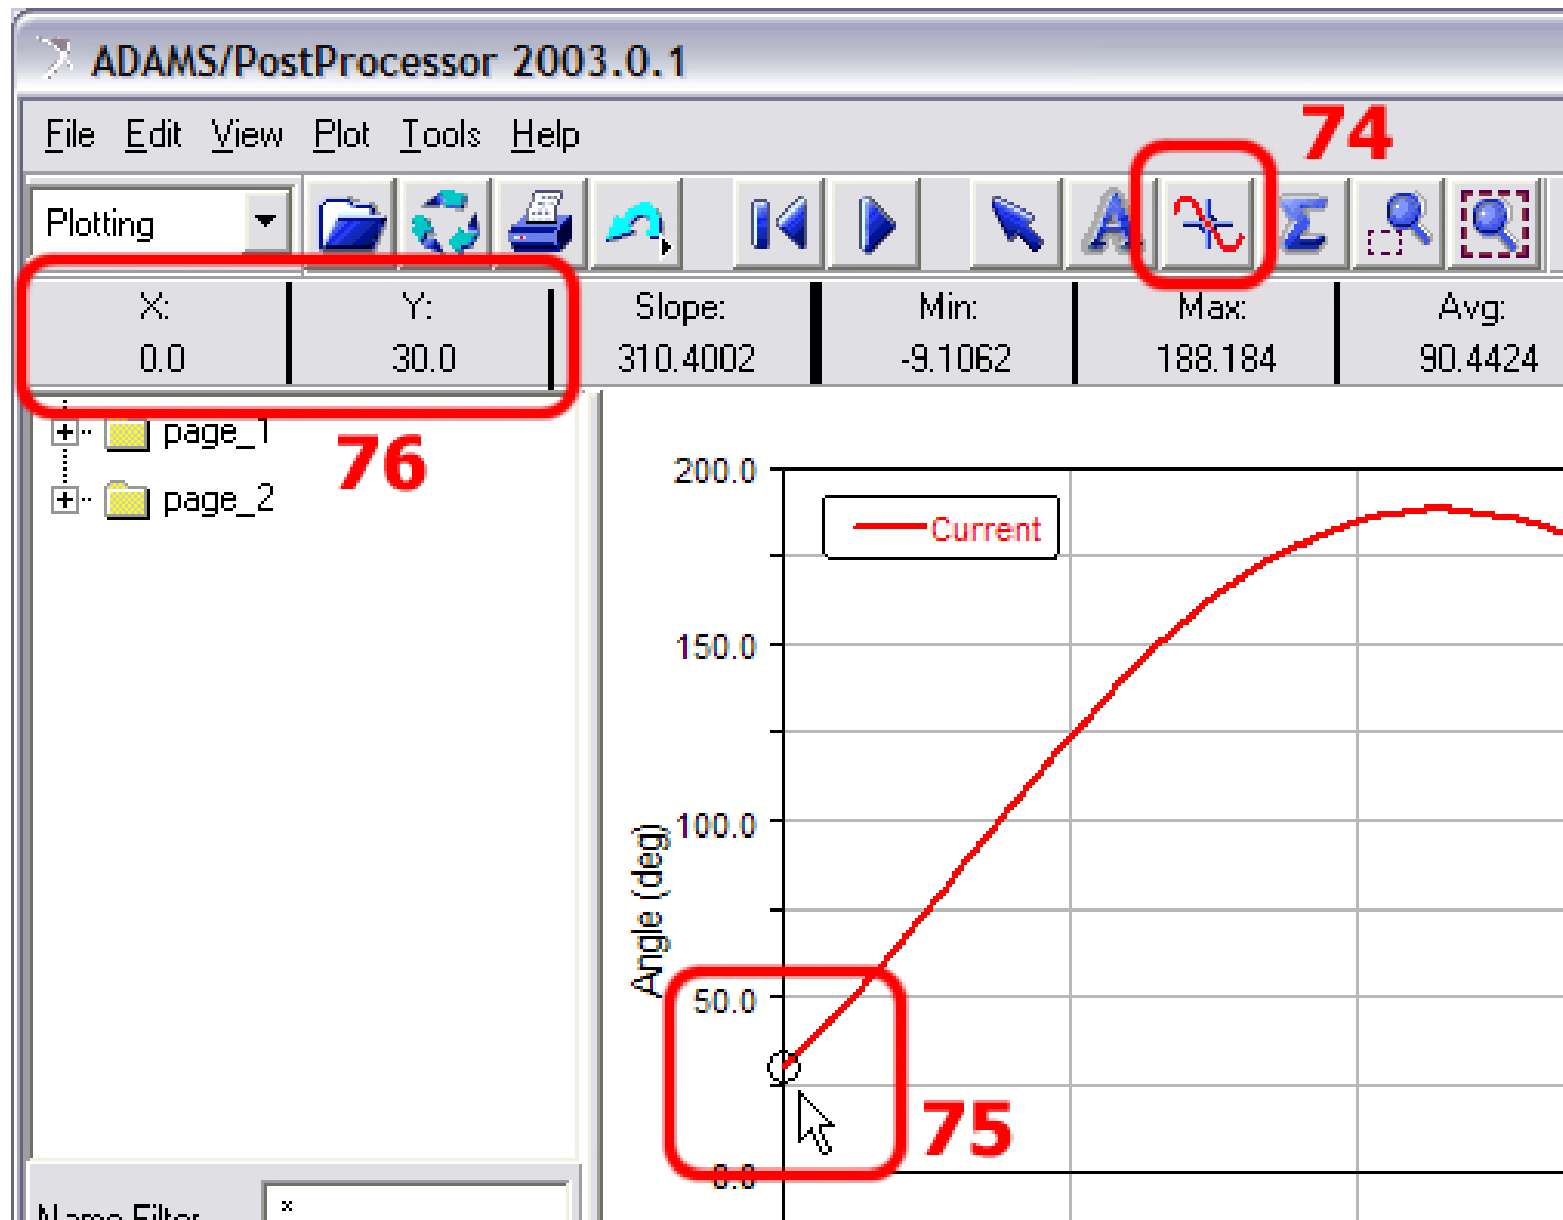 ADAMS/PostProcessor 2003.0.1
File Edit View Plot Tools Help
74
Plotting
A Σ
X: Y: Slope: Min: Max: Avg:
0.0 30.0 310.4002 -9.1062 188.184 90.4424
page_1
76
page_2
200.0
Current
150.0
100.0
Angle (deg)
50.0
75
0.0
Name Filter
x